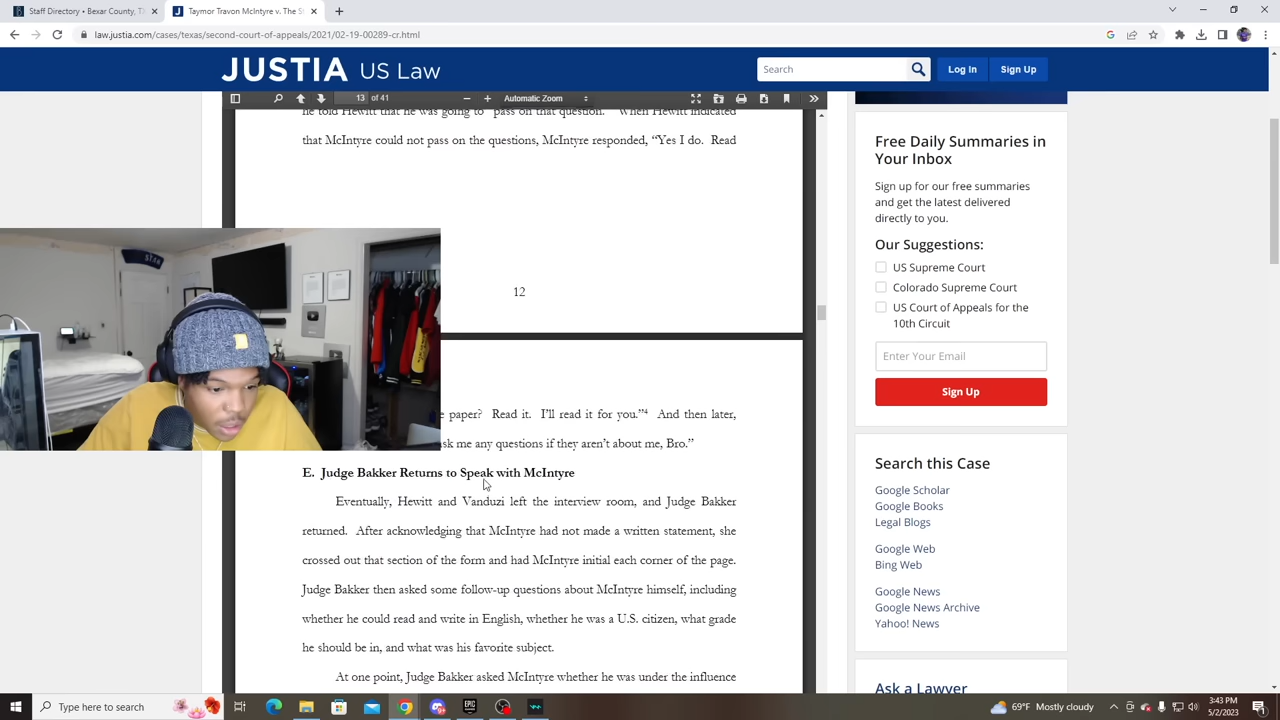 Staff Directory • Bexar County, T
Taymor Travon McIntyre v. The S
law.justia.com/cases/texas/second-court-of-appeals/2021/02-19-00289-cr.html
JUSTIA US Law
Search
Log In
Sign Up
13 of 41
Automatic Zoom
he told Hewitt that he was going to “pass on that question.” When Hewitt indicated
that McIntyre could not pass on the questions, McIntyre responded, “Yes I do. Read
12
paper? Read it. I’ll read it for you.”⁴ And then later,
ask me any questions if they aren’t about me, Bro.”
E. Judge Bakker Returns to Speak with McIntyre
Eventually, Hewitt and Vanduzi left the interview room, and Judge Bakker
returned. After acknowledging that McIntyre had not made a written statement, she
crossed out that section of the form and had McIntyre initial each corner of the page.
Judge Bakker then asked some follow-up questions about McIntyre himself, including
whether he could read and write in English, whether he was a U.S. citizen, what grade
he should be in, and what was his favorite subject.
At one point, Judge Bakker asked McIntyre whether he was under the influence
Free Daily Summaries in
Your Inbox
Sign up for our free summaries
and get the latest delivered
directly to you.
Our Suggestions:
US Supreme Court
Colorado Supreme Court
US Court of Appeals for the
10th Circuit
Enter Your Email
Sign Up
Search this Case
Google Scholar
Google Books
Legal Blogs
Google Web
Bing Web
Google News
Google News Archive
Yahoo! News
Ask a Lawyer
Type here to search
69°F Mostly cloudy
3:43 PM
5/2/2023